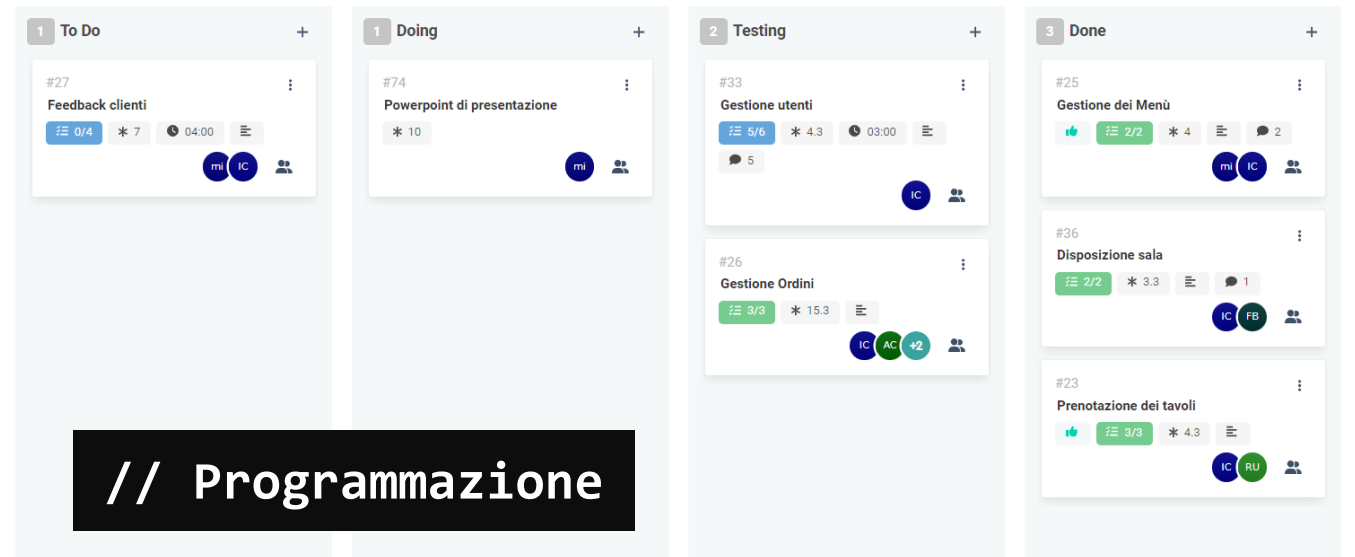 1 To Do +
#27
Feedback clienti
0/4 7 04:00
mi IC
1 Doing +
#74
Powerpoint di presentazione
10
mi
2 Testing +
#33
Gestione utenti
5/6 4.3 03:00
5
IC
#26
Gestione Ordini
3/3 15.3
IC AC +2
3 Done +
#25
Gestione dei Menù
2/2 4 2
mi IC
#36
Disposizione sala
2/2 3.3 1
IC FB
#23
Prenotazione dei tavoli
3/3 4.3
IC RU
// Programmazione